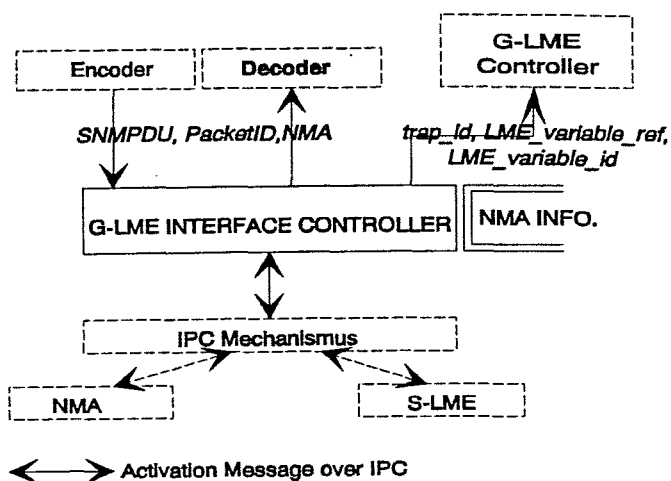 Encoder
Decoder
G-LME
Controller
SNMPDU, PacketID,NMA
trap_id, LME_variable_ref,
LME_variable_id
G-LME INTERFACE CONTROLLER
NMA INFO.
IPC Mechanismus
NMA
S-LME
Activation Message over IPC